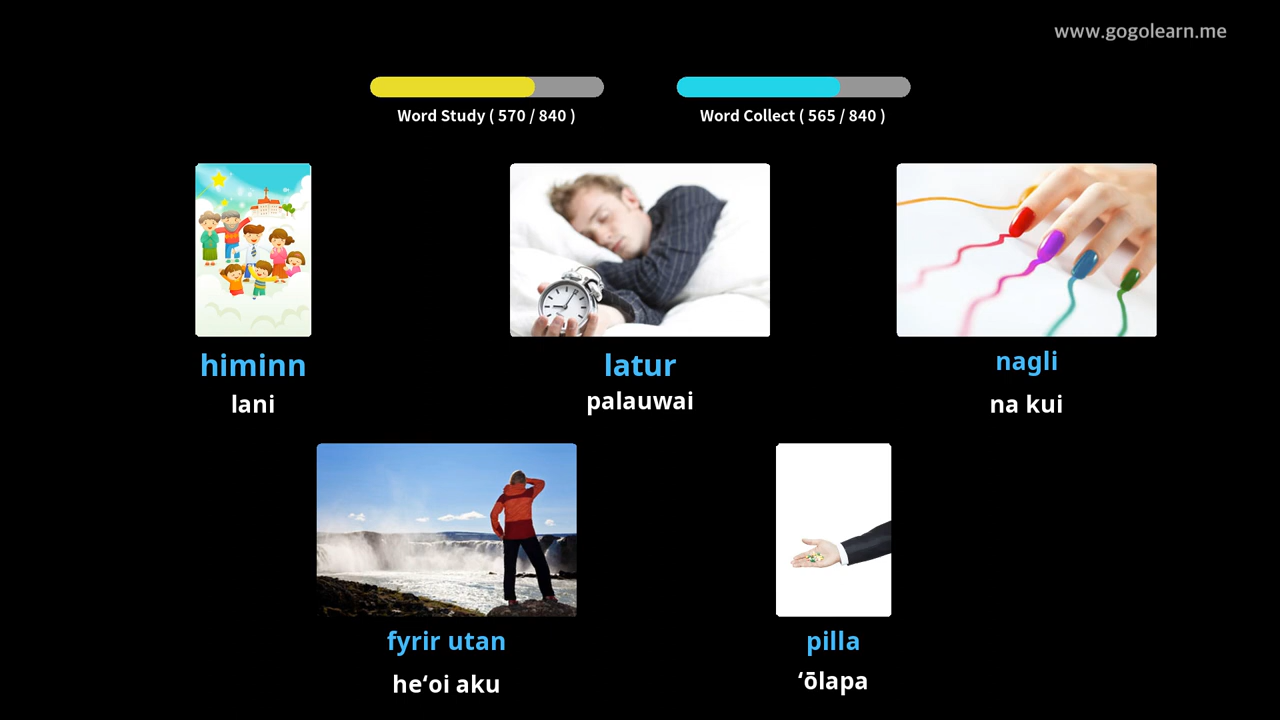 www.gogolearn.me
Word Study ( 570 / 840 )
Word Collect ( 565 / 840 )
himinn
lani
latur
palauwai
nagli
na kui
fyrir utan
heʻoi aku
pilla
ʻōlapa